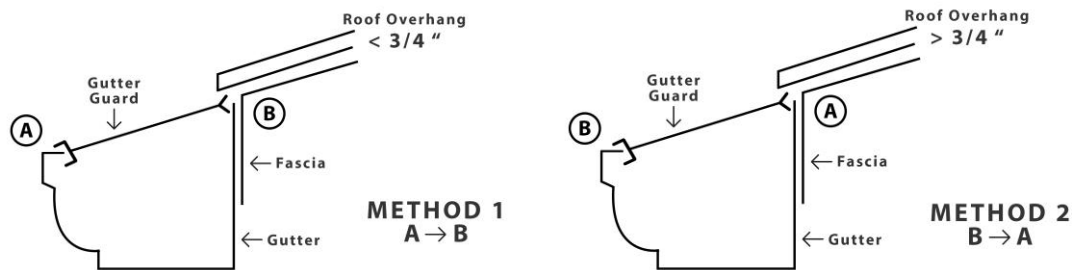 Roof Overhang
< 3/4 “
Gutter
Guard
A
B
← Fascia
METHOD 1
A → B
← Gutter
Roof Overhang
> 3/4 “
Gutter
Guard
B
A
← Fascia
METHOD 2
B → A
← Gutter